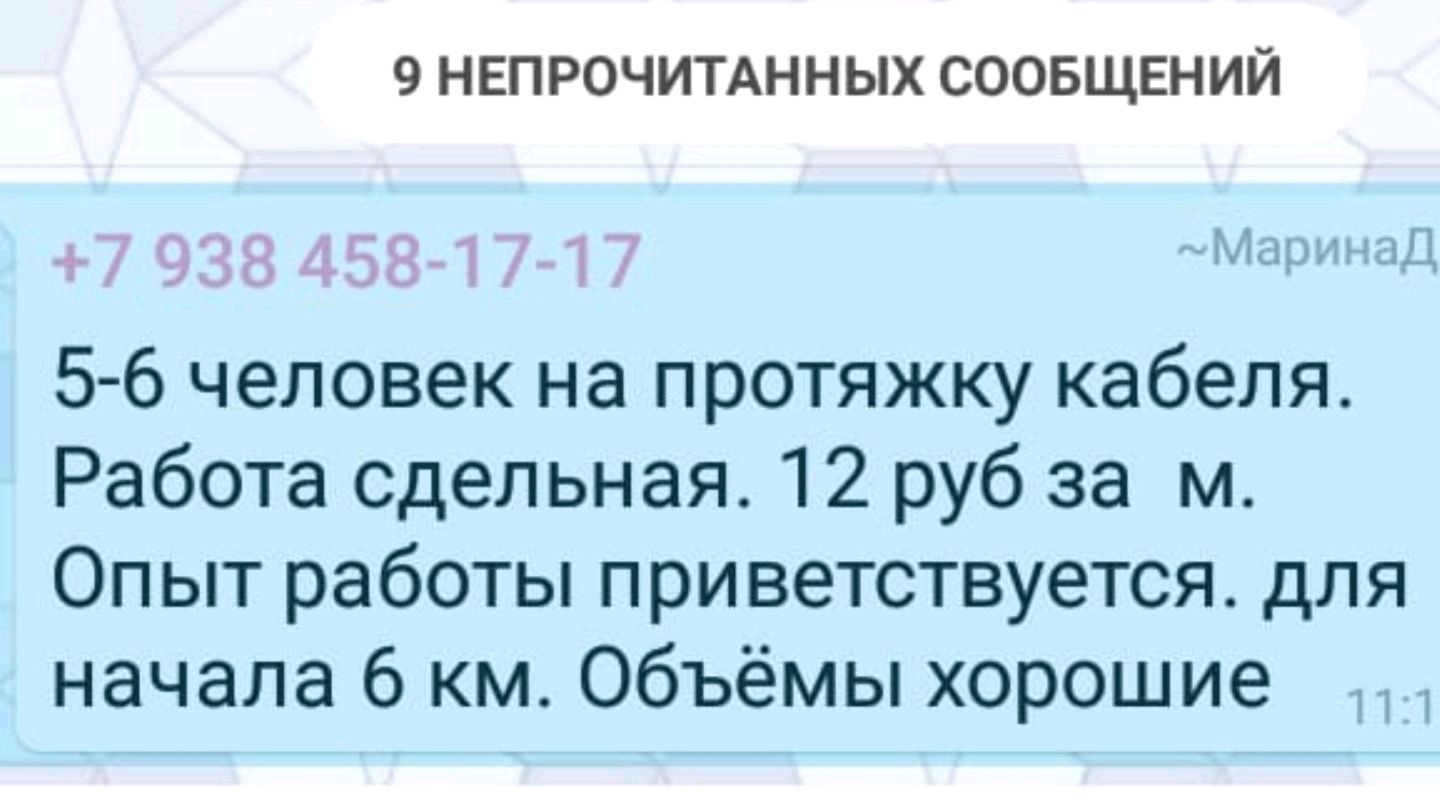 9 НЕПРОЧИТАННЫХ СООБЩЕНИЙ
+7 938 458-17-17 ~МаринаД
5-6 человек на протяжку кабеля.
Работа сдельная. 12 руб за м.
Опыт работы приветствуется. для
начала 6 км. Объёмы хорошие
11:1